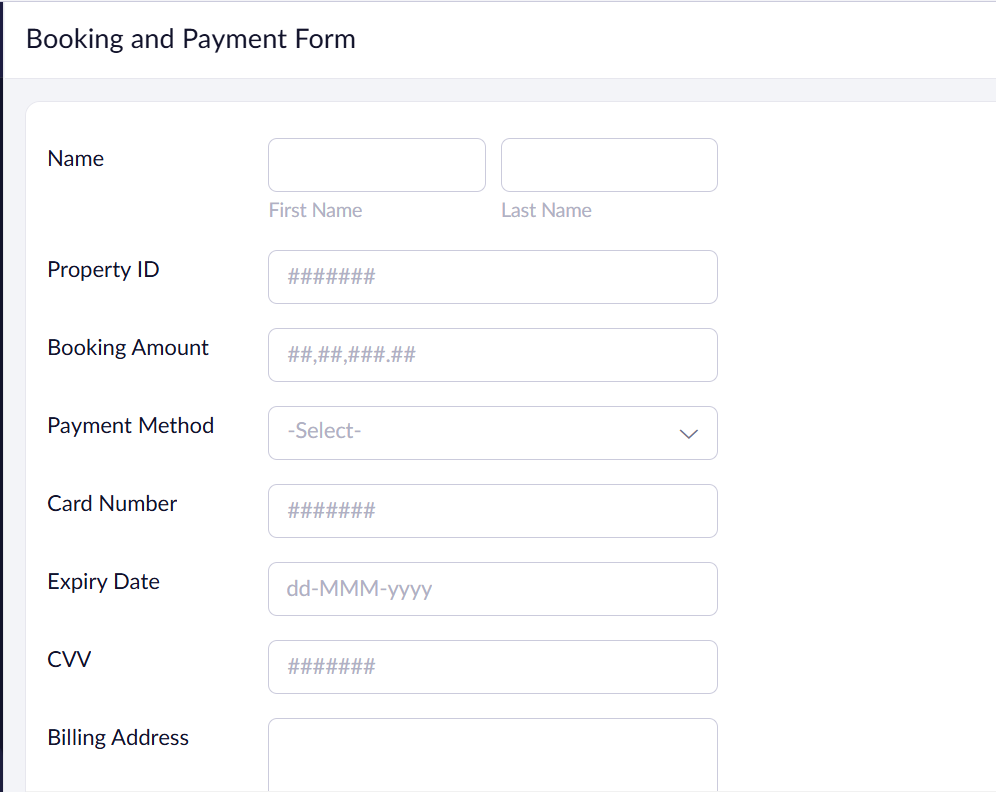 Booking and Payment Form
Name
First Name Last Name
Property ID #######
Booking Amount ##,##,###.##
Payment Method -Select-
Card Number #######
Expiry Date dd-MMM-yyyy
CVV #######
Billing Address